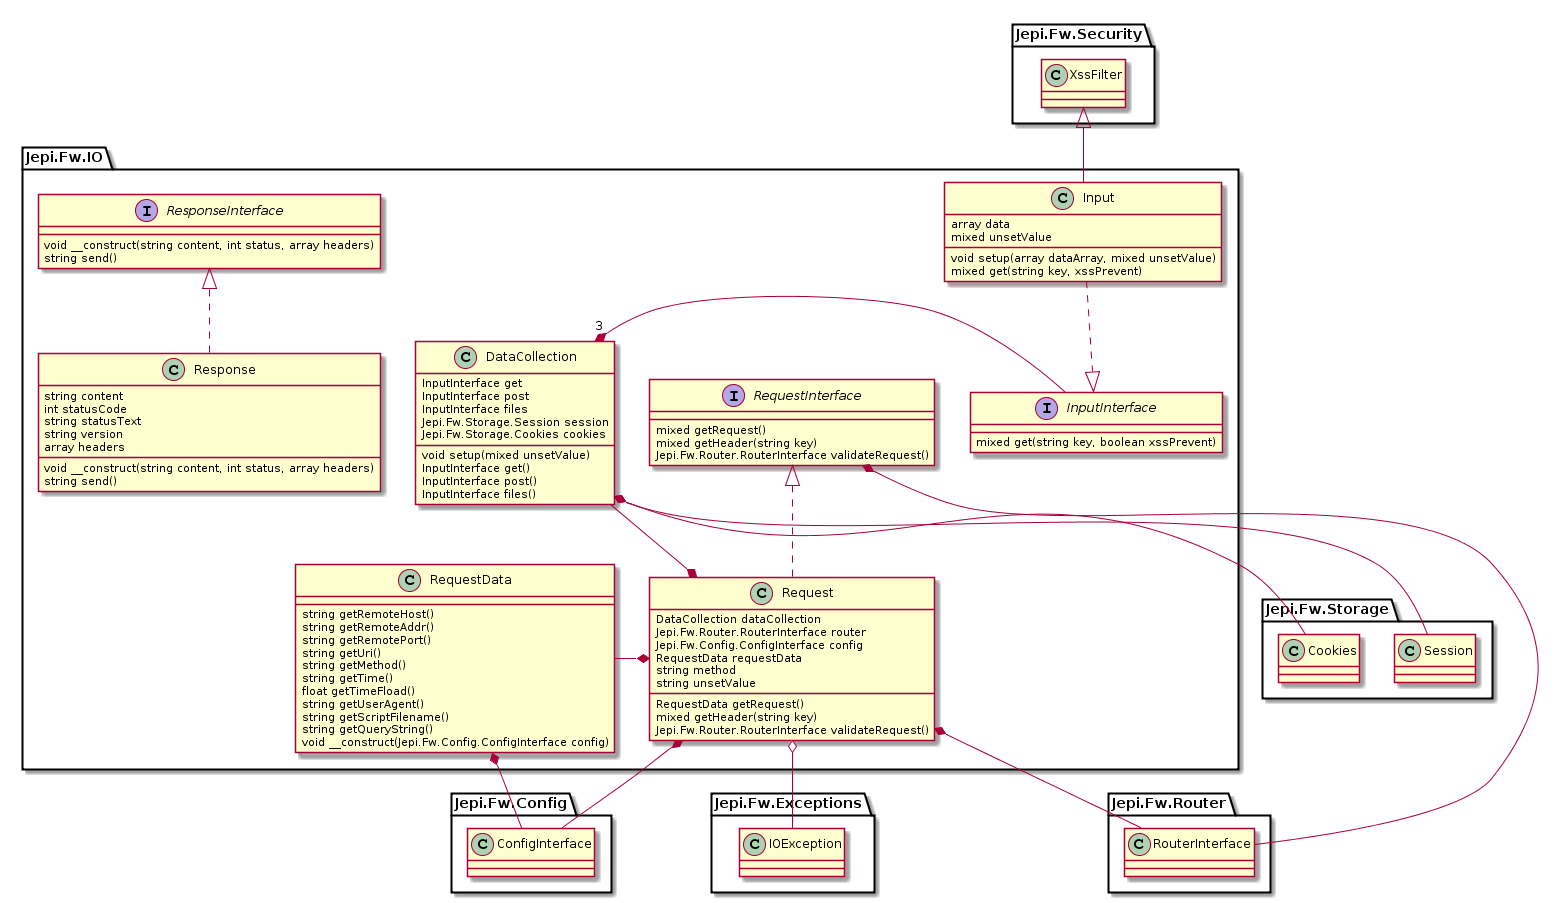 Jepi.Fw.Security
C XssFilter
Jepi.Fw.IO
I ResponseInterface
void __construct(string content, int status, array headers)
string send()
C Input
array data
mixed unsetValue
void setup(array dataArray, mixed unsetValue)
mixed get(string key, xssPrevent)
3
C Response
string content
int statusCode
string statusText
string version
array headers
void __construct(string content, int status, array headers)
string send()
C DataCollection
InputInterface get
InputInterface post
InputInterface files
Jepi.Fw.Storage.Session session
Jepi.Fw.Storage.Cookies cookies
void setup(mixed unsetValue)
InputInterface get()
InputInterface post()
InputInterface files()
I RequestInterface
mixed getRequest()
mixed getHeader(string key)
Jepi.Fw.Router.RouterInterface validateRequest()
I InputInterface
mixed get(string key, boolean xssPrevent)
C RequestData
string getRemoteHost()
string getRemoteAddr()
string getRemotePort()
string getUri()
string getMethod()
string getTime()
float getTimeFload()
string getUserAgent()
string getScriptFilename()
string getQueryString()
void __construct(Jepi.Fw.Config.ConfigInterface config)
C Request
DataCollection dataCollection
Jepi.Fw.Router.RouterInterface router
Jepi.Fw.Config.ConfigInterface config
RequestData requestData
string method
string unsetValue
RequestData getRequest()
mixed getHeader(string key)
Jepi.Fw.Router.RouterInterface validateRequest()
Jepi.Fw.Storage
C Cookies
C Session
Jepi.Fw.Config
C ConfigInterface
Jepi.Fw.Exceptions
C IOException
Jepi.Fw.Router
C RouterInterface